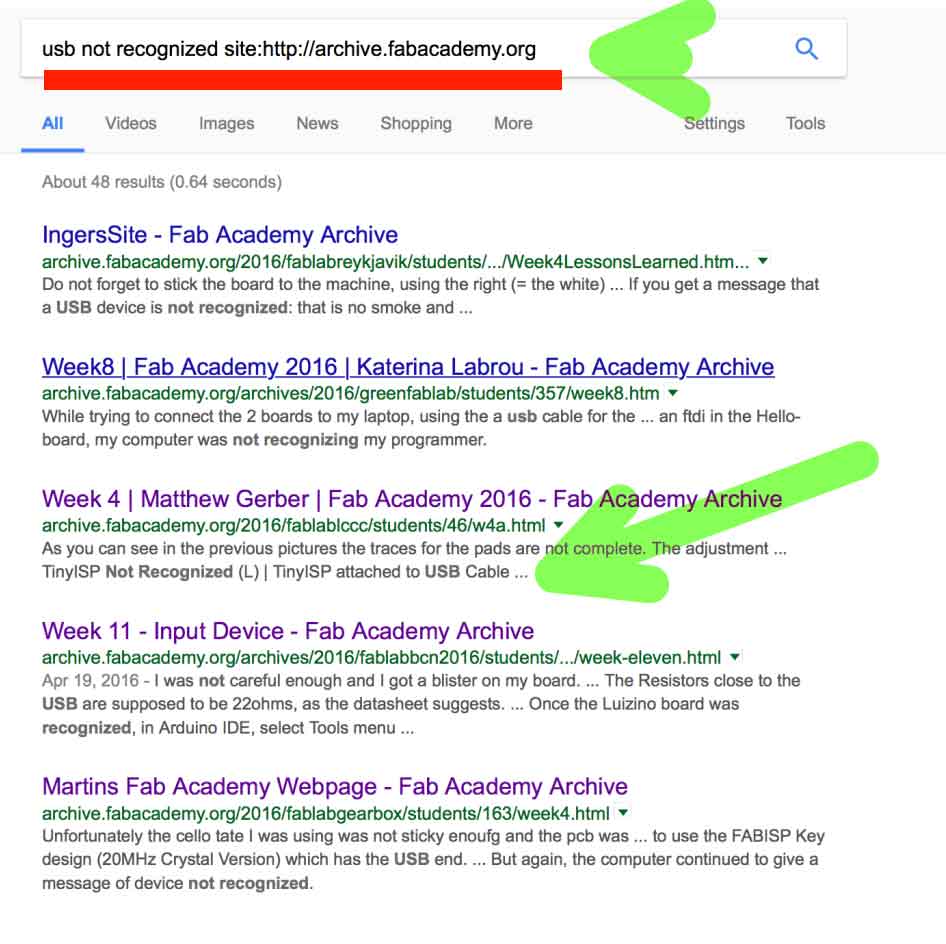 usb not recognized site:http://archive.fabacademy.org
All Videos Images News Shopping More Settings Tools
About 48 results (0.64 seconds)
IngersSite - Fab Academy Archive
archive.fabacademy.org/2016/fablabreykjavik/students/.../Week4LessonsLearned.htm...
Do not forget to stick the board to the machine, using the right (= the white) ... If you get a message that
a USB device is not recognized: that is no smoke and ...
Week8 | Fab Academy 2016 | Katerina Labrou - Fab Academy Archive
archive.fabacademy.org/archives/2016/greenfablab/students/357/week8.htm
While trying to connect the 2 boards to my laptop, using the a usb cable for the ... an ftdi in the Hello-
board, my computer was not recognizing my programmer.
Week 4 | Matthew Gerber | Fab Academy 2016 - Fab Academy Archive
archive.fabacademy.org/2016/fablablccc/students/46/w4a.html
As you can see in the previous pictures the traces for the pads are not complete. The adjustment ...
TinyISP Not Recognized (L) | TinyISP attached to USB Cable ...
Week 11 - Input Device - Fab Academy Archive
archive.fabacademy.org/archives/2016/fablabbcn2016/students/.../week-eleven.html
Apr 19, 2016 - I was not careful enough and I got a blister on my board. ... The Resistors close to the
USB are supposed to be 22ohms, as the datasheet suggests. ... Once the Luizino board was
recognized, in Arduino IDE, select Tools menu ...
Martins Fab Academy Webpage - Fab Academy Archive
archive.fabacademy.org/2016/fablabgearbox/students/163/week4.html
Unfortunately the cello tate I was using was not sticky enoufg and the pcb was ... to use the FABISP Key
design (20MHz Crystal Version) which has the USB end. ... But again, the computer continued to give a
message of device not recognized.